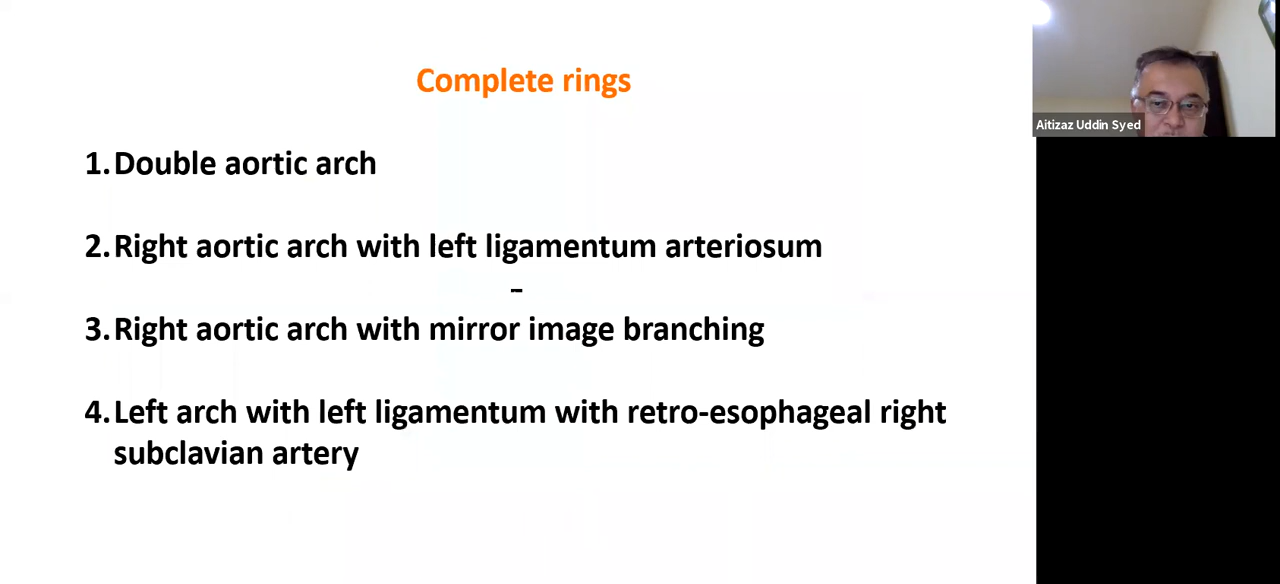 Complete rings
Aitizaz Uddin Syed
1. Double aortic arch
2. Right aortic arch with left ligamentum arteriosum
–
3. Right aortic arch with mirror image branching
4. Left arch with left ligamentum with retro-esophageal right
subclavian artery